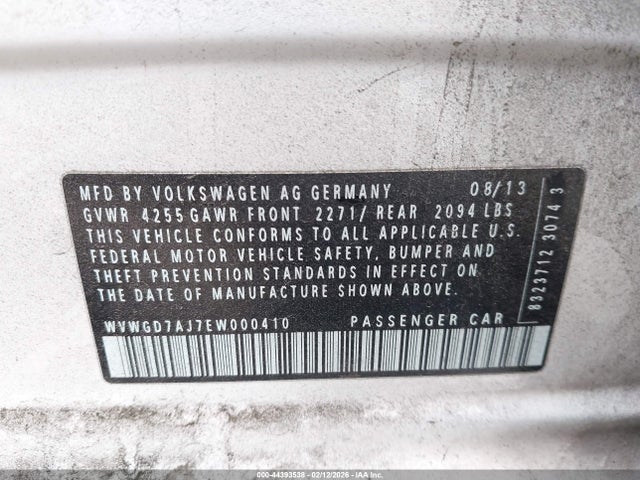 MFD BY VOLKSWAGEN AG GERMANY 08/13
GVWR 4255 GAWR FRONT 2271/ REAR 2094 LBS
THIS VEHICLE CONFORMS TO ALL APPLICABLE U.S.
FEDERAL MOTOR VEHICLE SAFETY, BUMPER AND
THEFT PREVENTION STANDARDS IN EFFECT ON
THE DATE OF MANUFACTURE SHOWN ABOVE.
WVWGD7AJ7EW000410 PASSENGER CAR
8323712 3074 3
000-44393538 - 02/12/2026 - IAA Inc.